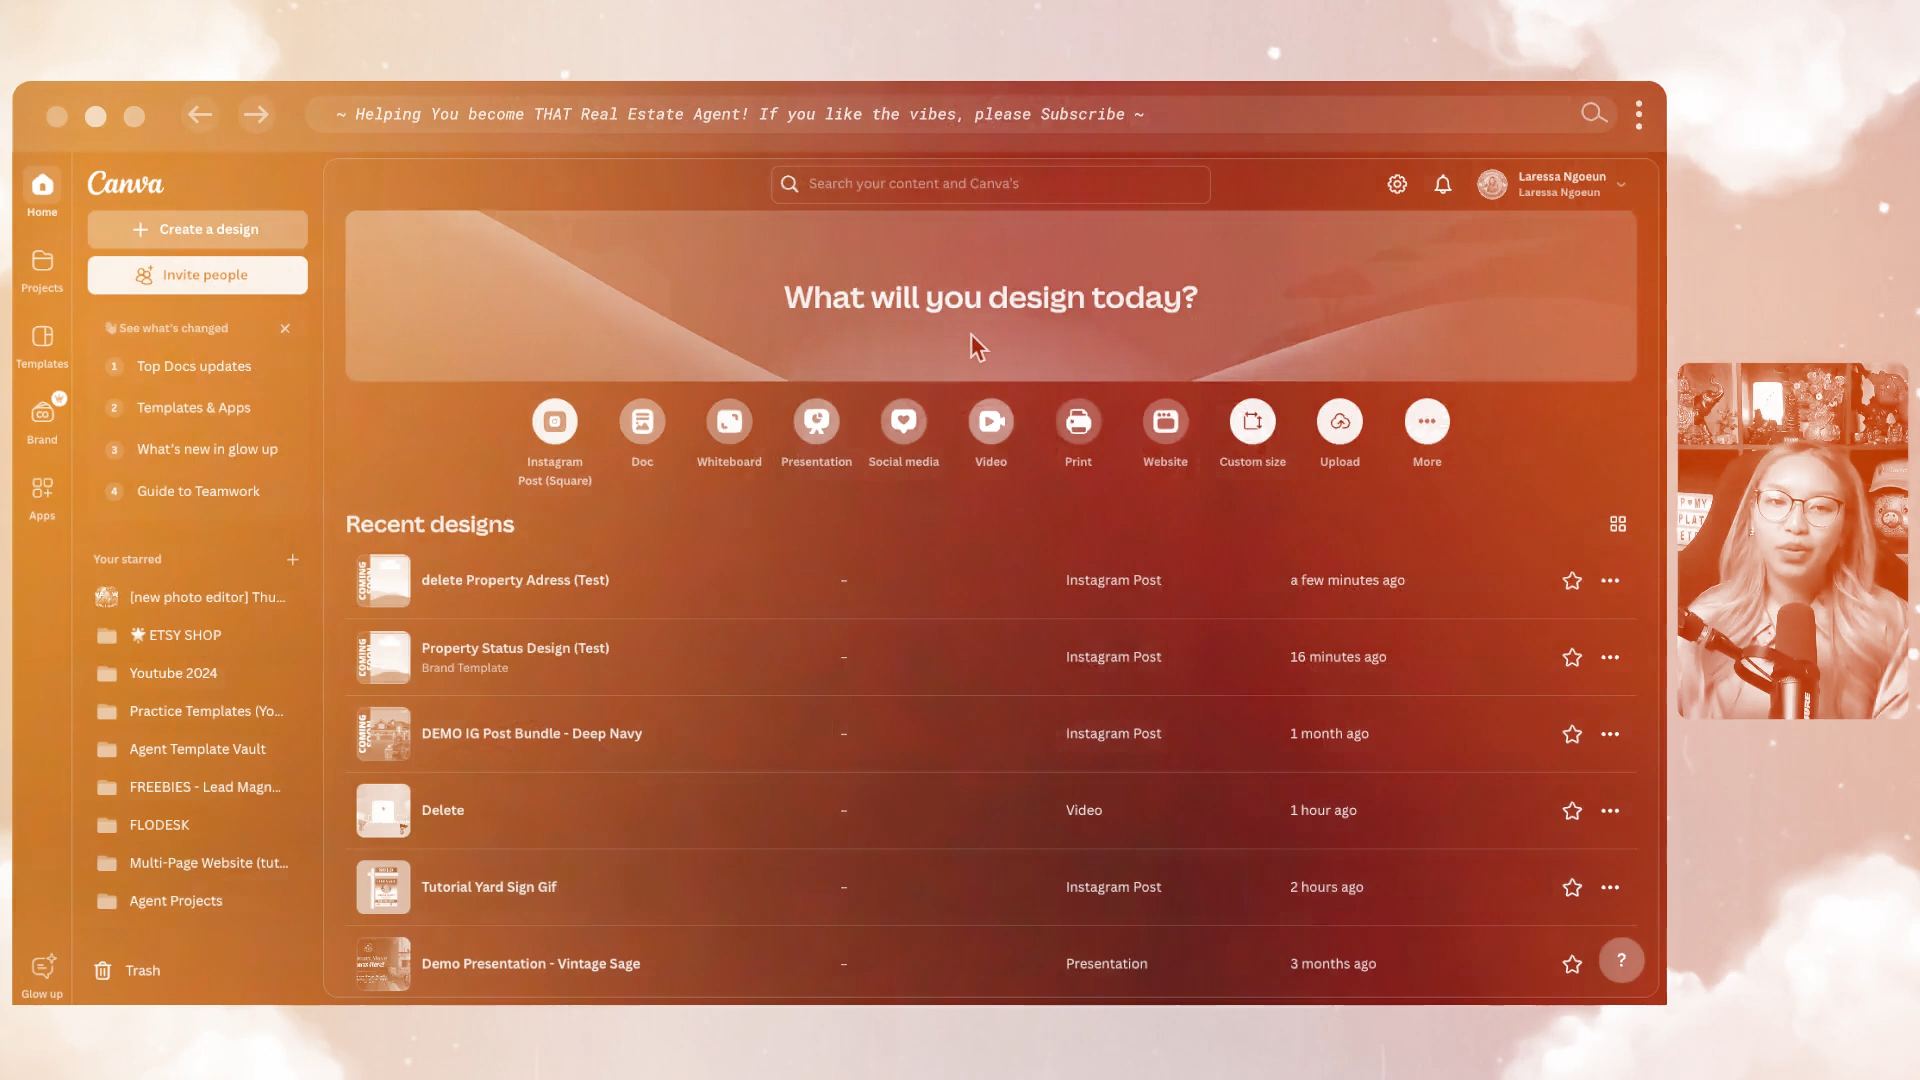 ~ Helping You become THAT Real Estate Agent! If you like the vibes, please Subscribe ~
Home
Projects
Templates
Brand
Apps
Glow up
Canva
Create a design
Invite people
See what's changed
1 Top Docs updates
2 Templates & Apps
3 What's new in glow up
4 Guide to Teamwork
Your starred
[new photo editor] Thu...
ETSY SHOP
Youtube 2024
Practice Templates (Yo...
Agent Template Vault
FREEBIES - Lead Magn...
FLODESK
Multi-Page Website (tut...
Agent Projects
Trash
Search your content and Canva's
Laressa Ngoeun
Laressa Ngoeun
What will you design today?
Instagram
Post (Square)
Doc
Whiteboard
Presentation
Social media
Video
Print
Website
Custom size
Upload
More
Recent designs
COMING SOON
delete Property Adress (Test) – Instagram Post a few minutes ago
COMING SOON
Property Status Design (Test) – Instagram Post 16 minutes ago
Brand Template
COMING SOON
DEMO IG Post Bundle - Deep Navy – Instagram Post 1 month ago
Delete – Video 1 hour ago
Tutorial Yard Sign Gif – Instagram Post 2 hours ago
Demo Presentation - Vintage Sage – Presentation 3 months ago
?